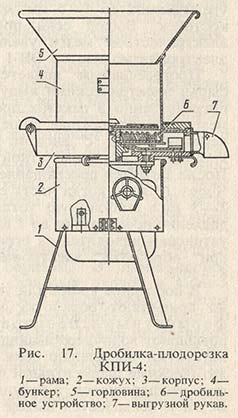 5
4
6
7
3
2
1
Рис. 17. Дробилка-плодорезка
КПИ-4:
1—рама; 2—кожух; 3—корпус; 4—
бункер; 5—горловина; 6—дробиль-
ное устройство; 7—выгрузной рукав.